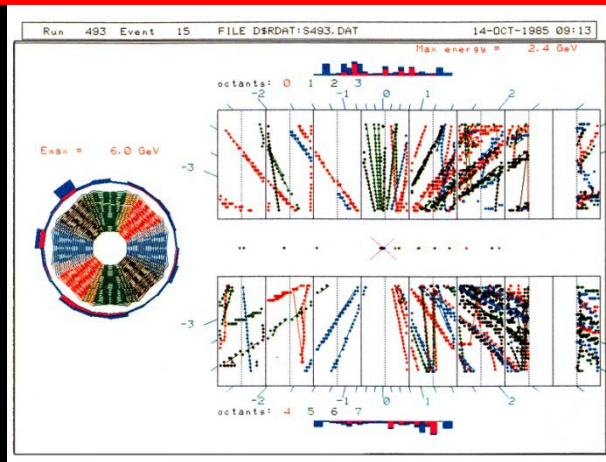 Run 493 Event 15 FILE D$RDAT:S493.DAT 14-OCT-1985 09:13
Max energy = 2.4 GeV
octants: 0 1 2 3
-2 -1 0 1 2
Emax = 6.0 GeV
-3
-3
-2 -1 0 1 2
octants: 4 5 6 7